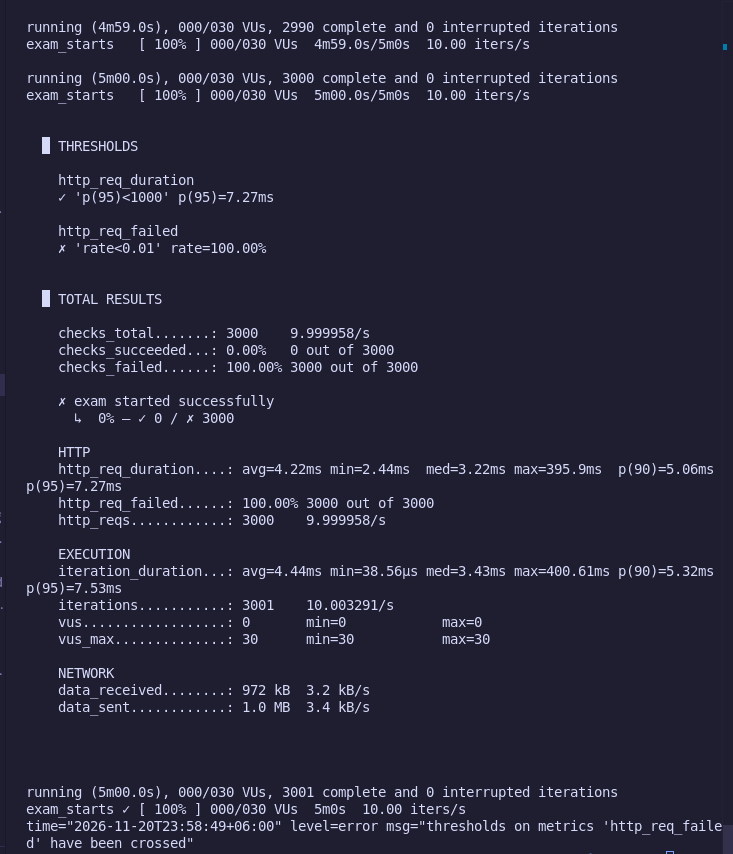 running (4m59.0s), 000/030 VUs, 2990 complete and 0 interrupted iterations
exam_starts   [ 100% ] 000/030 VUs  4m59.0s/5m0s  10.00 iters/s
running (5m00.0s), 000/030 VUs, 3000 complete and 0 interrupted iterations
exam_starts   [ 100% ] 000/030 VUs  5m00.0s/5m0s  10.00 iters/s
█ THRESHOLDS
http_req_duration
✓ 'p(95)<1000' p(95)=7.27ms
http_req_failed
✗ 'rate<0.01' rate=100.00%
█ TOTAL RESULTS
checks_total.......: 3000    9.999958/s
checks_succeeded...: 0.00%   0 out of 3000
checks_failed......: 100.00% 3000 out of 3000
✗ exam started successfully
↳  0% — ✓ 0 / ✗ 3000
HTTP
http_req_duration....: avg=4.22ms min=2.44ms  med=3.22ms max=395.9ms  p(90)=5.06ms
p(95)=7.27ms
http_req_failed......: 100.00% 3000 out of 3000
http_reqs............: 3000    9.999958/s
EXECUTION
iteration_duration...: avg=4.44ms min=38.56µs med=3.43ms max=400.61ms p(90)=5.32ms
p(95)=7.53ms
iterations...........: 3001    10.003291/s
vus..................: 0       min=0            max=0
vus_max..............: 30      min=30           max=30
NETWORK
data_received........: 972 kB  3.2 kB/s
data_sent............: 1.0 MB  3.4 kB/s
running (5m00.0s), 000/030 VUs, 3001 complete and 0 interrupted iterations
exam_starts ✓ [ 100% ] 000/030 VUs  5m0s  10.00 iters/s
time="2026-11-20T23:58:49+06:00" level=error msg="thresholds on metrics 'http_req_faile
d' have been crossed"